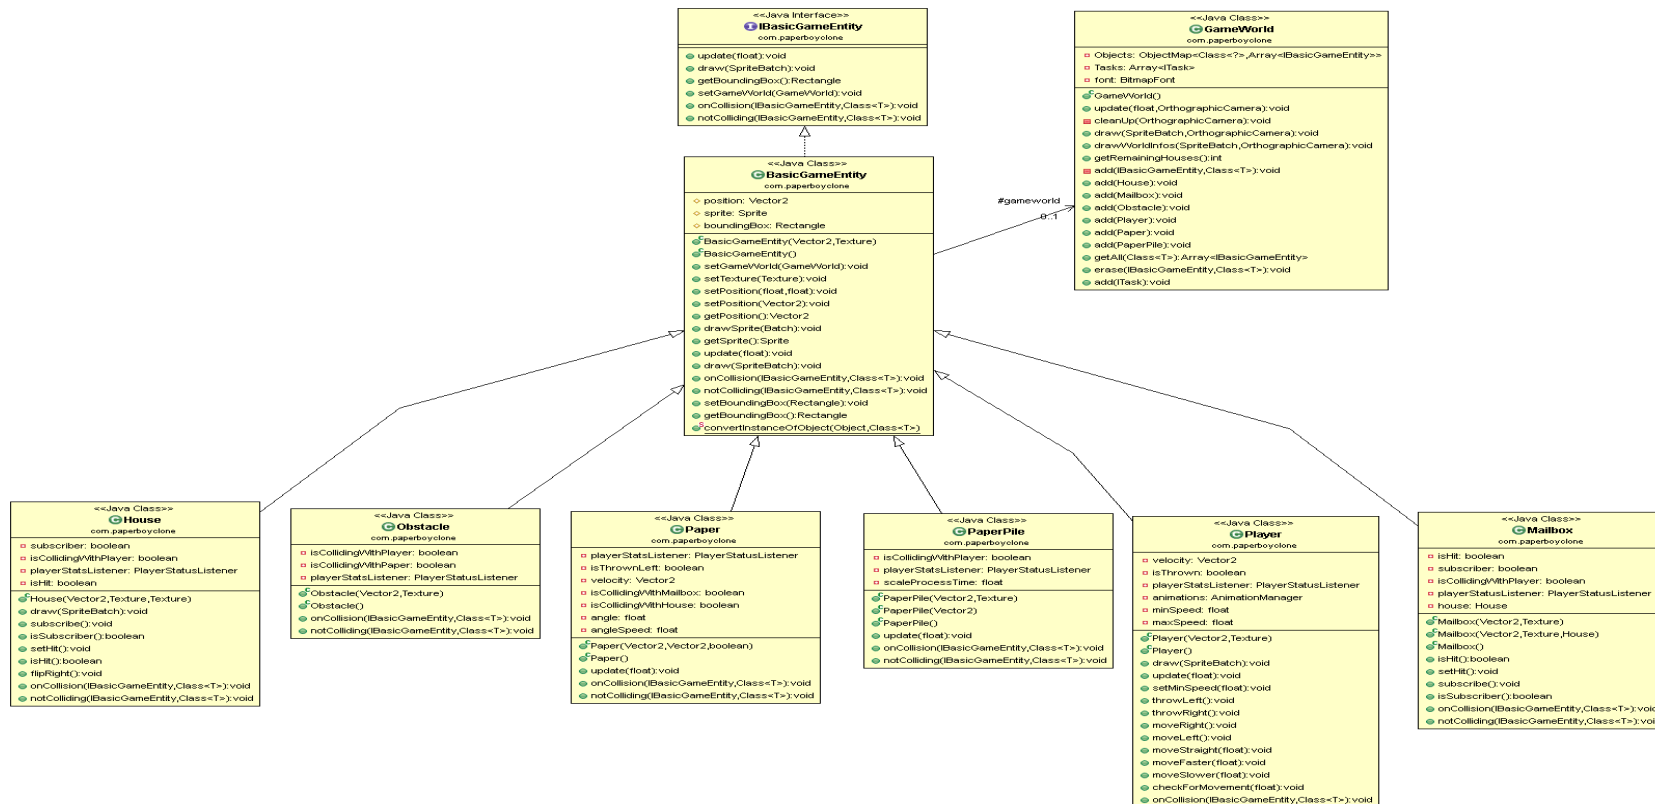 <<Java Interface>>
IBasicGameEntity
com.paperboyclone
update(float):void
draw(SpriteBatch):void
getBoundingBox():Rectangle
setGameWorld(GameWorld):void
onCollision(IBasicGameEntity,Class<T>):void
notColliding(IBasicGameEntity,Class<T>):void
<<Java Class>>
GameWorld
com.paperboyclone
Objects: ObjectMap<Class<?>,Array<IBasicGameEntity>>
Tasks: Array<ITask>
font: BitmapFont
GameWorld()
update(float,OrthographicCamera):void
cleanUp(OrthographicCamera):void
draw(SpriteBatch,OrthographicCamera):void
drawWorldInfos(SpriteBatch,OrthographicCamera):void
getRemainingHouses():int
add(IBasicGameEntity,Class<T>):void
add(House):void
add(Mailbox):void
add(Obstacle):void
add(Player):void
add(Paper):void
add(PaperPile):void
getAll(Class<T>):Array<IBasicGameEntity>
erase(IBasicGameEntity,Class<T>):void
add(ITask):void
<<Java Class>>
BasicGameEntity
com.paperboyclone
position: Vector2
sprite: Sprite
boundingBox: Rectangle
BasicGameEntity(Vector2,Texture)
BasicGameEntity()
setGameWorld(GameWorld):void
setTexture(Texture):void
setPosition(float,float):void
setPosition(Vector2):void
getPosition():Vector2
drawSprite(Batch):void
getSprite():Sprite
update(float):void
draw(SpriteBatch):void
onCollision(IBasicGameEntity,Class<T>):void
notColliding(IBasicGameEntity,Class<T>):void
setBoundingBox(Rectangle):void
getBoundingBox():Rectangle
convertInstanceOfObject(Object,Class<T>)
#gameworld
0..1
<<Java Class>>
House
com.paperboyclone
subscriber: boolean
isCollidingWithPlayer: boolean
playerStatsListener: PlayerStatusListener
isHit: boolean
House(Vector2,Texture,Texture)
draw(SpriteBatch):void
subscribe():void
isSubscriber():boolean
setHit():void
isHit():boolean
flipRight():void
onCollision(IBasicGameEntity,Class<T>):void
notColliding(IBasicGameEntity,Class<T>):void
<<Java Class>>
Obstacle
com.paperboyclone
isCollidingWithPlayer: boolean
isCollidingWithPaper: boolean
playerStatsListener: PlayerStatusListener
Obstacle(Vector2,Texture)
Obstacle()
onCollision(IBasicGameEntity,Class<T>):void
notColliding(IBasicGameEntity,Class<T>):void
<<Java Class>>
Paper
com.paperboyclone
playerStatsListener: PlayerStatusListener
isThrownLeft: boolean
velocity: Vector2
isCollidingWithMailbox: boolean
isCollidingWithHouse: boolean
angle: float
angleSpeed: float
Paper(Vector2,Vector2,boolean)
Paper()
update(float):void
onCollision(IBasicGameEntity,Class<T>):void
notColliding(IBasicGameEntity,Class<T>):void
<<Java Class>>
PaperPile
com.paperboyclone
isCollidingWithPlayer: boolean
playerStatsListener: PlayerStatusListener
scaleProcessTime: float
PaperPile(Vector2,Texture)
PaperPile(Vector2)
PaperPile()
update(float):void
onCollision(IBasicGameEntity,Class<T>):void
notColliding(IBasicGameEntity,Class<T>):void
<<Java Class>>
Player
com.paperboyclone
velocity: Vector2
isThrown: boolean
playerStatsListener: PlayerStatusListener
animations: AnimationManager
minSpeed: float
maxSpeed: float
Player(Vector2,Texture)
Player()
draw(SpriteBatch):void
update(float):void
setMinSpeed(float):void
throwLeft():void
throwRight():void
moveRight():void
moveLeft():void
moveStraight(float):void
moveFaster(float):void
moveSlower(float):void
checkForMovement(float):void
onCollision(IBasicGameEntity,Class<T>):void
<<Java Class>>
Mailbox
com.paperboyclone
isHit: boolean
subscriber: boolean
isCollidingWithPlayer: boolean
playerStatsListener: PlayerStatusListener
house: House
Mailbox(Vector2,Texture)
Mailbox(Vector2,Texture,House)
Mailbox()
isHit():boolean
setHit():void
subscribe():void
isSubscriber():boolean
onCollision(IBasicGameEntity,Class<T>):voi
notColliding(IBasicGameEntity,Class<T>):voi